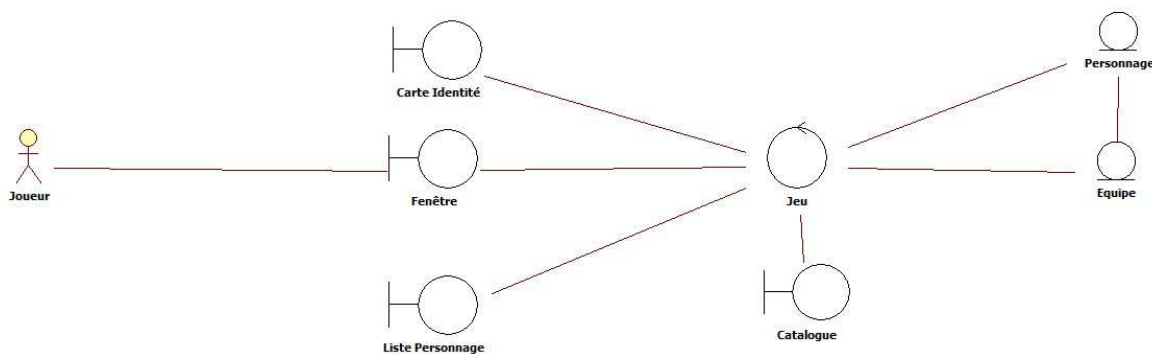 Personnage
Carte Identité
Joueur
Fenêtre
Jeu
Equipe
Liste Personnage
Catalogue